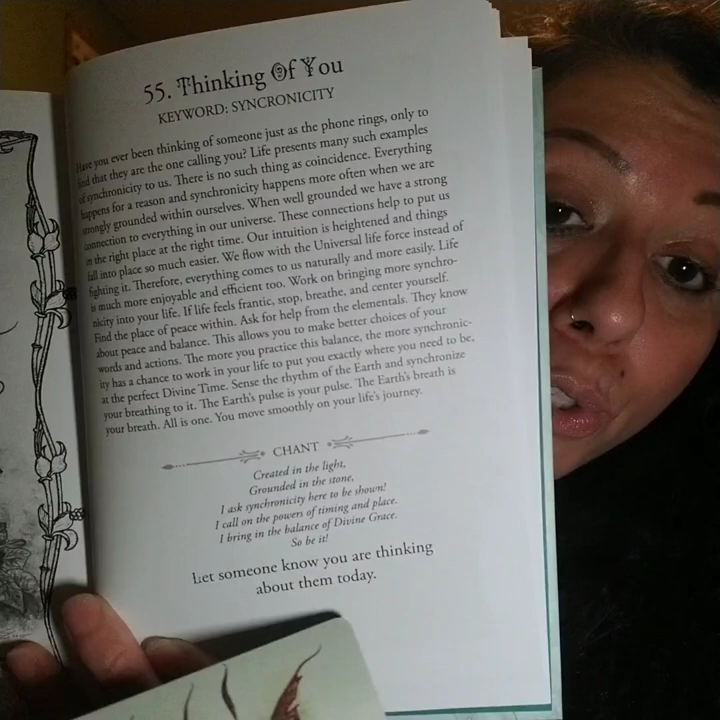 55. Thinking Of You
KEYWORD: SYNCRONICITY
Have you ever been thinking of someone just as the phone rings, only to
find that they are the one calling you? Life presents many such examples
of synchronicity to us. There is no such thing as coincidence. Everything
happens for a reason and synchronicity happens more often when we are
strongly grounded within ourselves. When well grounded we have a strong
connection to everything in our universe. These connections help to put us
in the right place at the right time. Our intuition is heightened and things
fall into place so much easier. We flow with the Universal life force instead of
fighting it. Therefore, everything comes to us naturally and more easily. Life
is much more enjoyable and efficient too. Work on bringing more synchro-
nicity into your life. If life feels frantic, stop, breathe, and center yourself.
Find the place of peace within. Ask for help from the elementals. They know
about peace and balance. This allows you to make better choices of your
words and actions. The more you practice this balance, the more synchronic-
ity has a chance to work in your life to put you exactly where you need to be,
at the perfect Divine Time. Sense the rhythm of the Earth and synchronize
your breathing to it. The Earth's pulse is your pulse. The Earth's breath is
your breath. All is one. You move smoothly on your life's journey.
CHANT
Created in the light,
Grounded in the stone,
I ask synchronicity here to be shown!
I call on the powers of timing and place.
I bring in the balance of Divine Grace.
So be it!
Let someone know you are thinking
about them today.